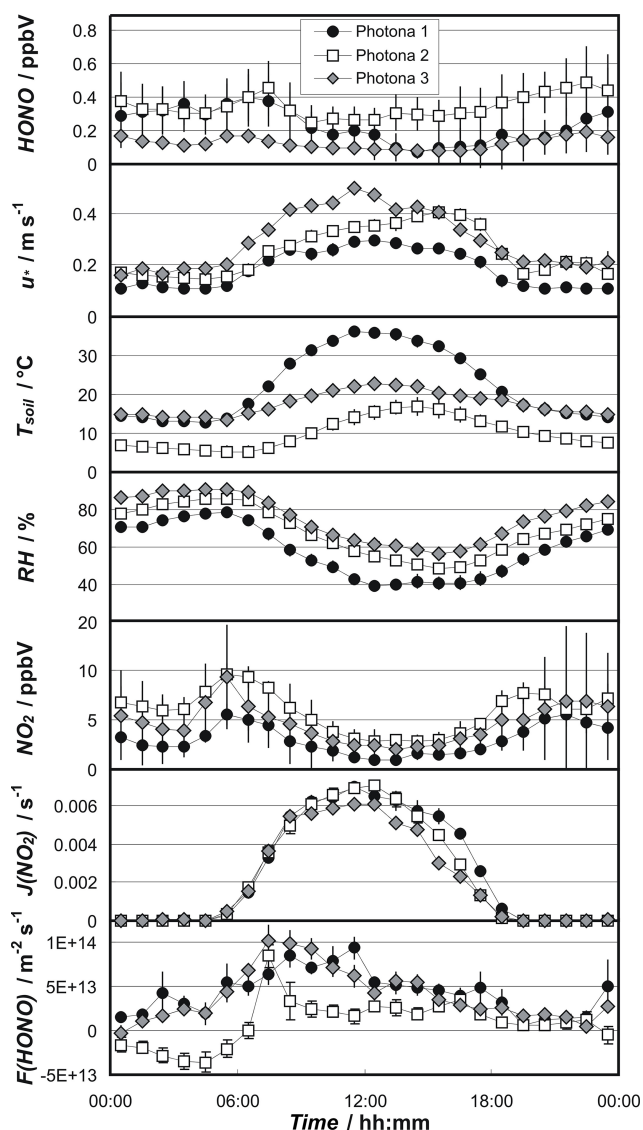 Photona 1
Photona 2
Photona 3
HONO / ppbV
0.8
0.6
0.4
0.2
0
u* / m s⁻¹
0.4
0.2
0
Tsoil / °C
30
20
10
0
RH / %
80
60
40
20
NO₂ / ppbV
10
5
0
J(NO₂) / s⁻¹
0.006
0.004
0.002
0
F(HONO) / m⁻² s⁻¹
1E+14
5E+13
0
-5E+13
00:00 06:00 12:00 18:00 00:00
Time / hh:mm